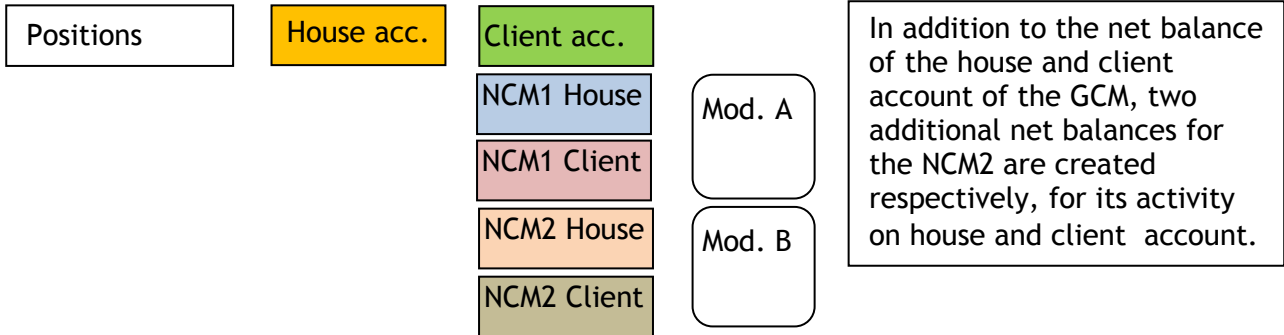 Positions
House acc.
Client acc.
NCM1 House
NCM1 Client
NCM2 House
NCM2 Client
Mod. A
Mod. B
In addition to the net balance
of the house and client
account of the GCM, two
additional net balances for
the NCM2 are created
respectively, for its activity
on house and client account.